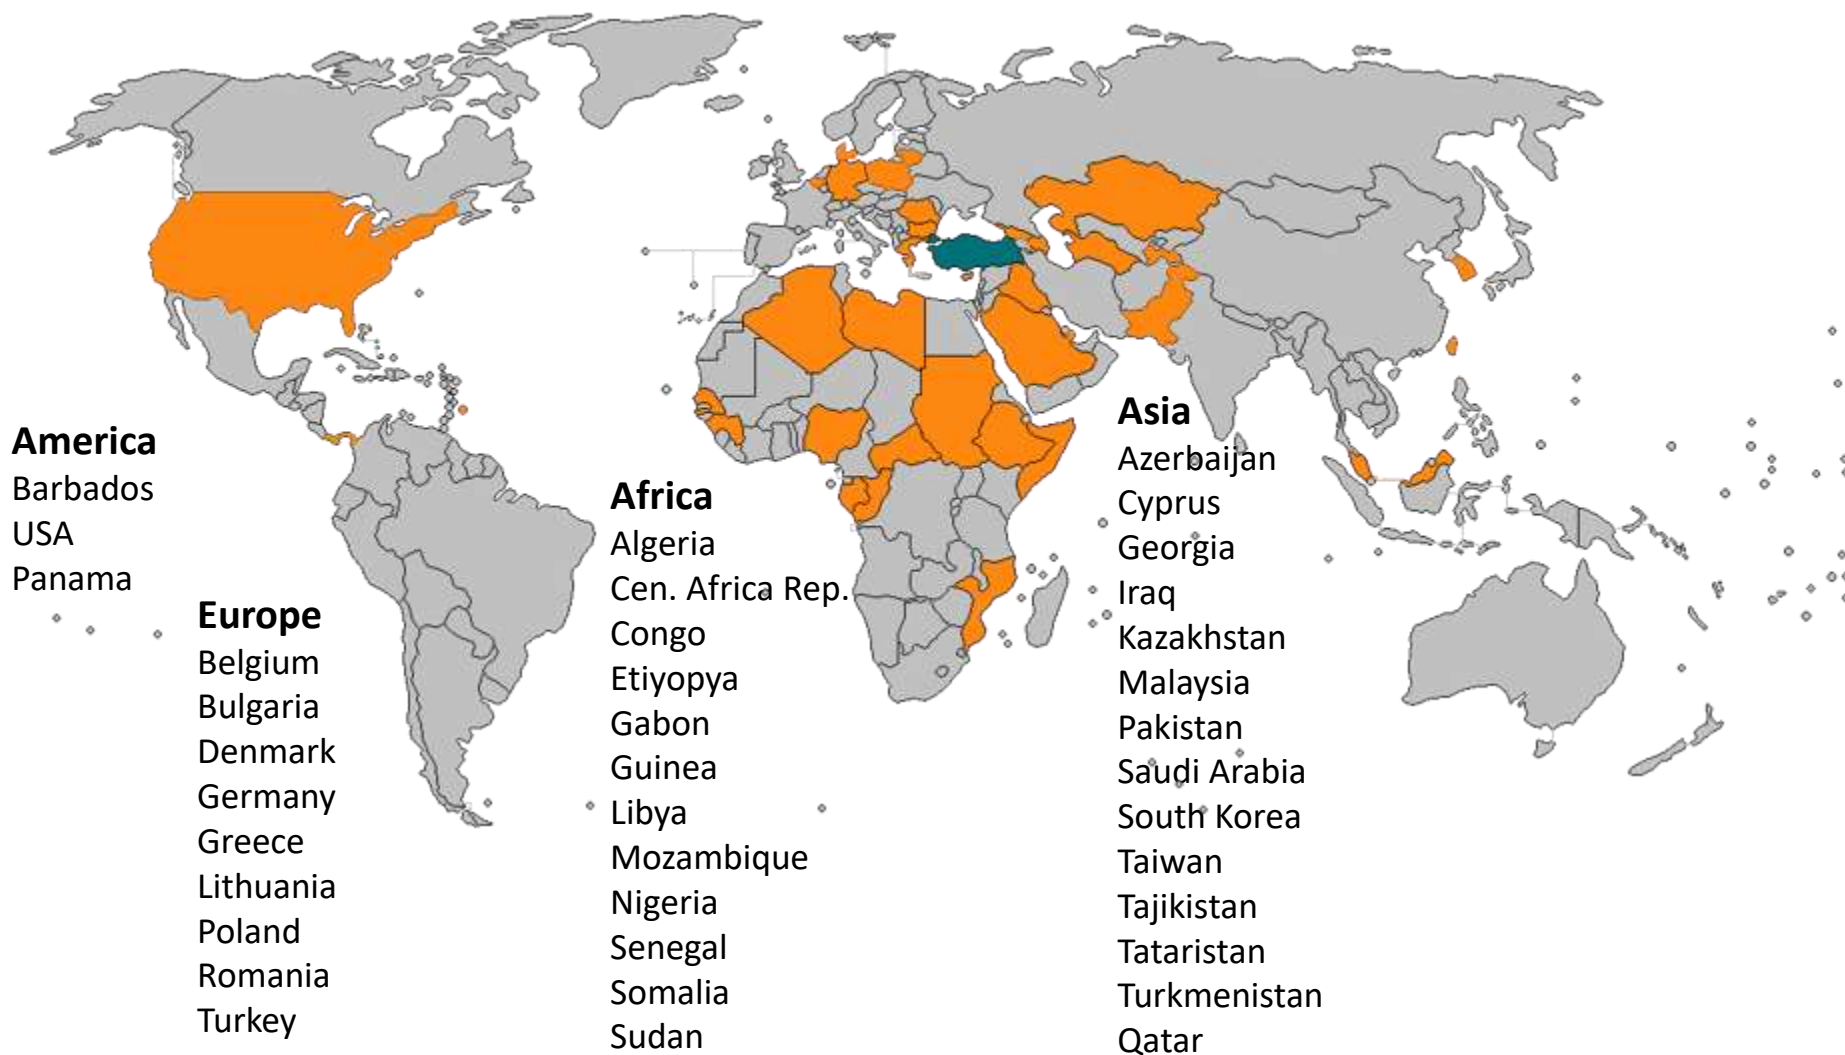 America
Barbados
USA
Panama
Europe
Belgium
Bulgaria
Denmark
Germany
Greece
Lithuania
Poland
Romania
Turkey
Africa
Algeria
Cen. Africa Rep.
Congo
Etiyopya
Gabon
Guinea
Libya
Mozambique
Nigeria
Senegal
Somalia
Sudan
Asia
Azerbaijan
Cyprus
Georgia
Iraq
Kazakhstan
Malaysia
Pakistan
Saudi Arabia
South Korea
Taiwan
Tajikistan
Tataristan
Turkmenistan
Qatar